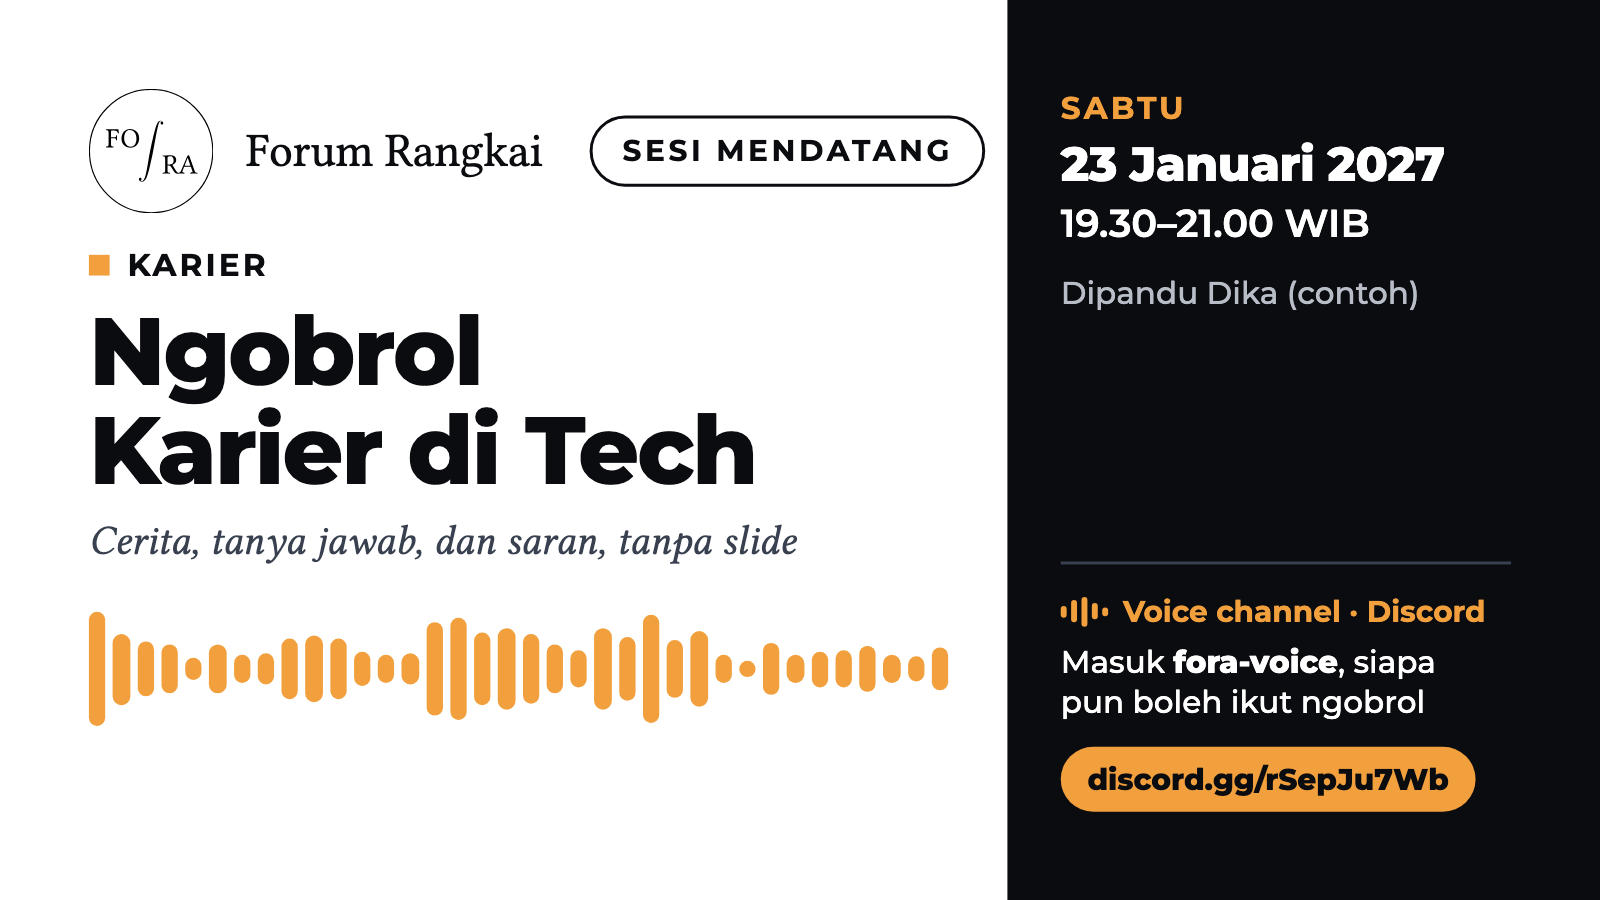 FO
RA
Forum Rangkai
SESI MENDATANG
KARIER
Ngobrol
Karier di Tech
Cerita, tanya jawab, dan saran, tanpa slide
SABTU
23 Januari 2027
19.30–21.00 WIB
Dipandu Dika (contoh)
Voice channel · Discord
Masuk fora-voice, siapa
pun boleh ikut ngobrol
discord.gg/rSepJu7Wb